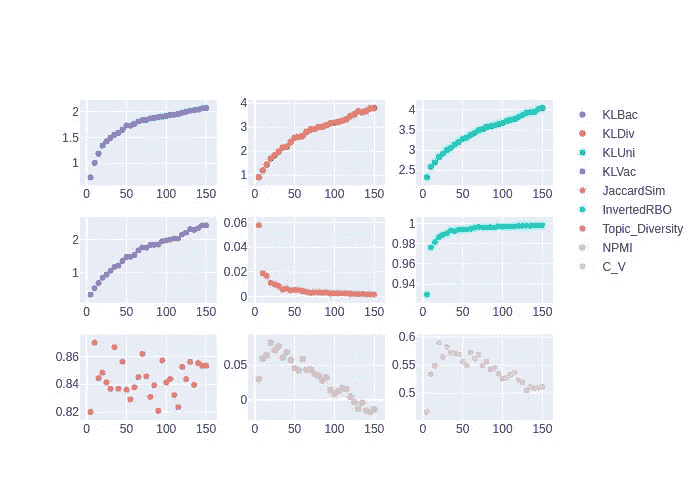 2
1.5
1
0 50 100 150
4
3
2
1
0 50 100 150
4
3.5
3
2.5
0 50 100 150
KLBac
KLDiv
KLUni
KLVac
JaccardSim
InvertedRBO
Topic_Diversity
NPMI
C_V
2
1
0 50 100 150
0.06
0.04
0.02
0
0 50 100 150
1
0.98
0.96
0.94
0 50 100 150
0.86
0.84
0.82
0 50 100 150
0.05
0
0 50 100 150
0.6
0.55
0.5
0 50 100 150